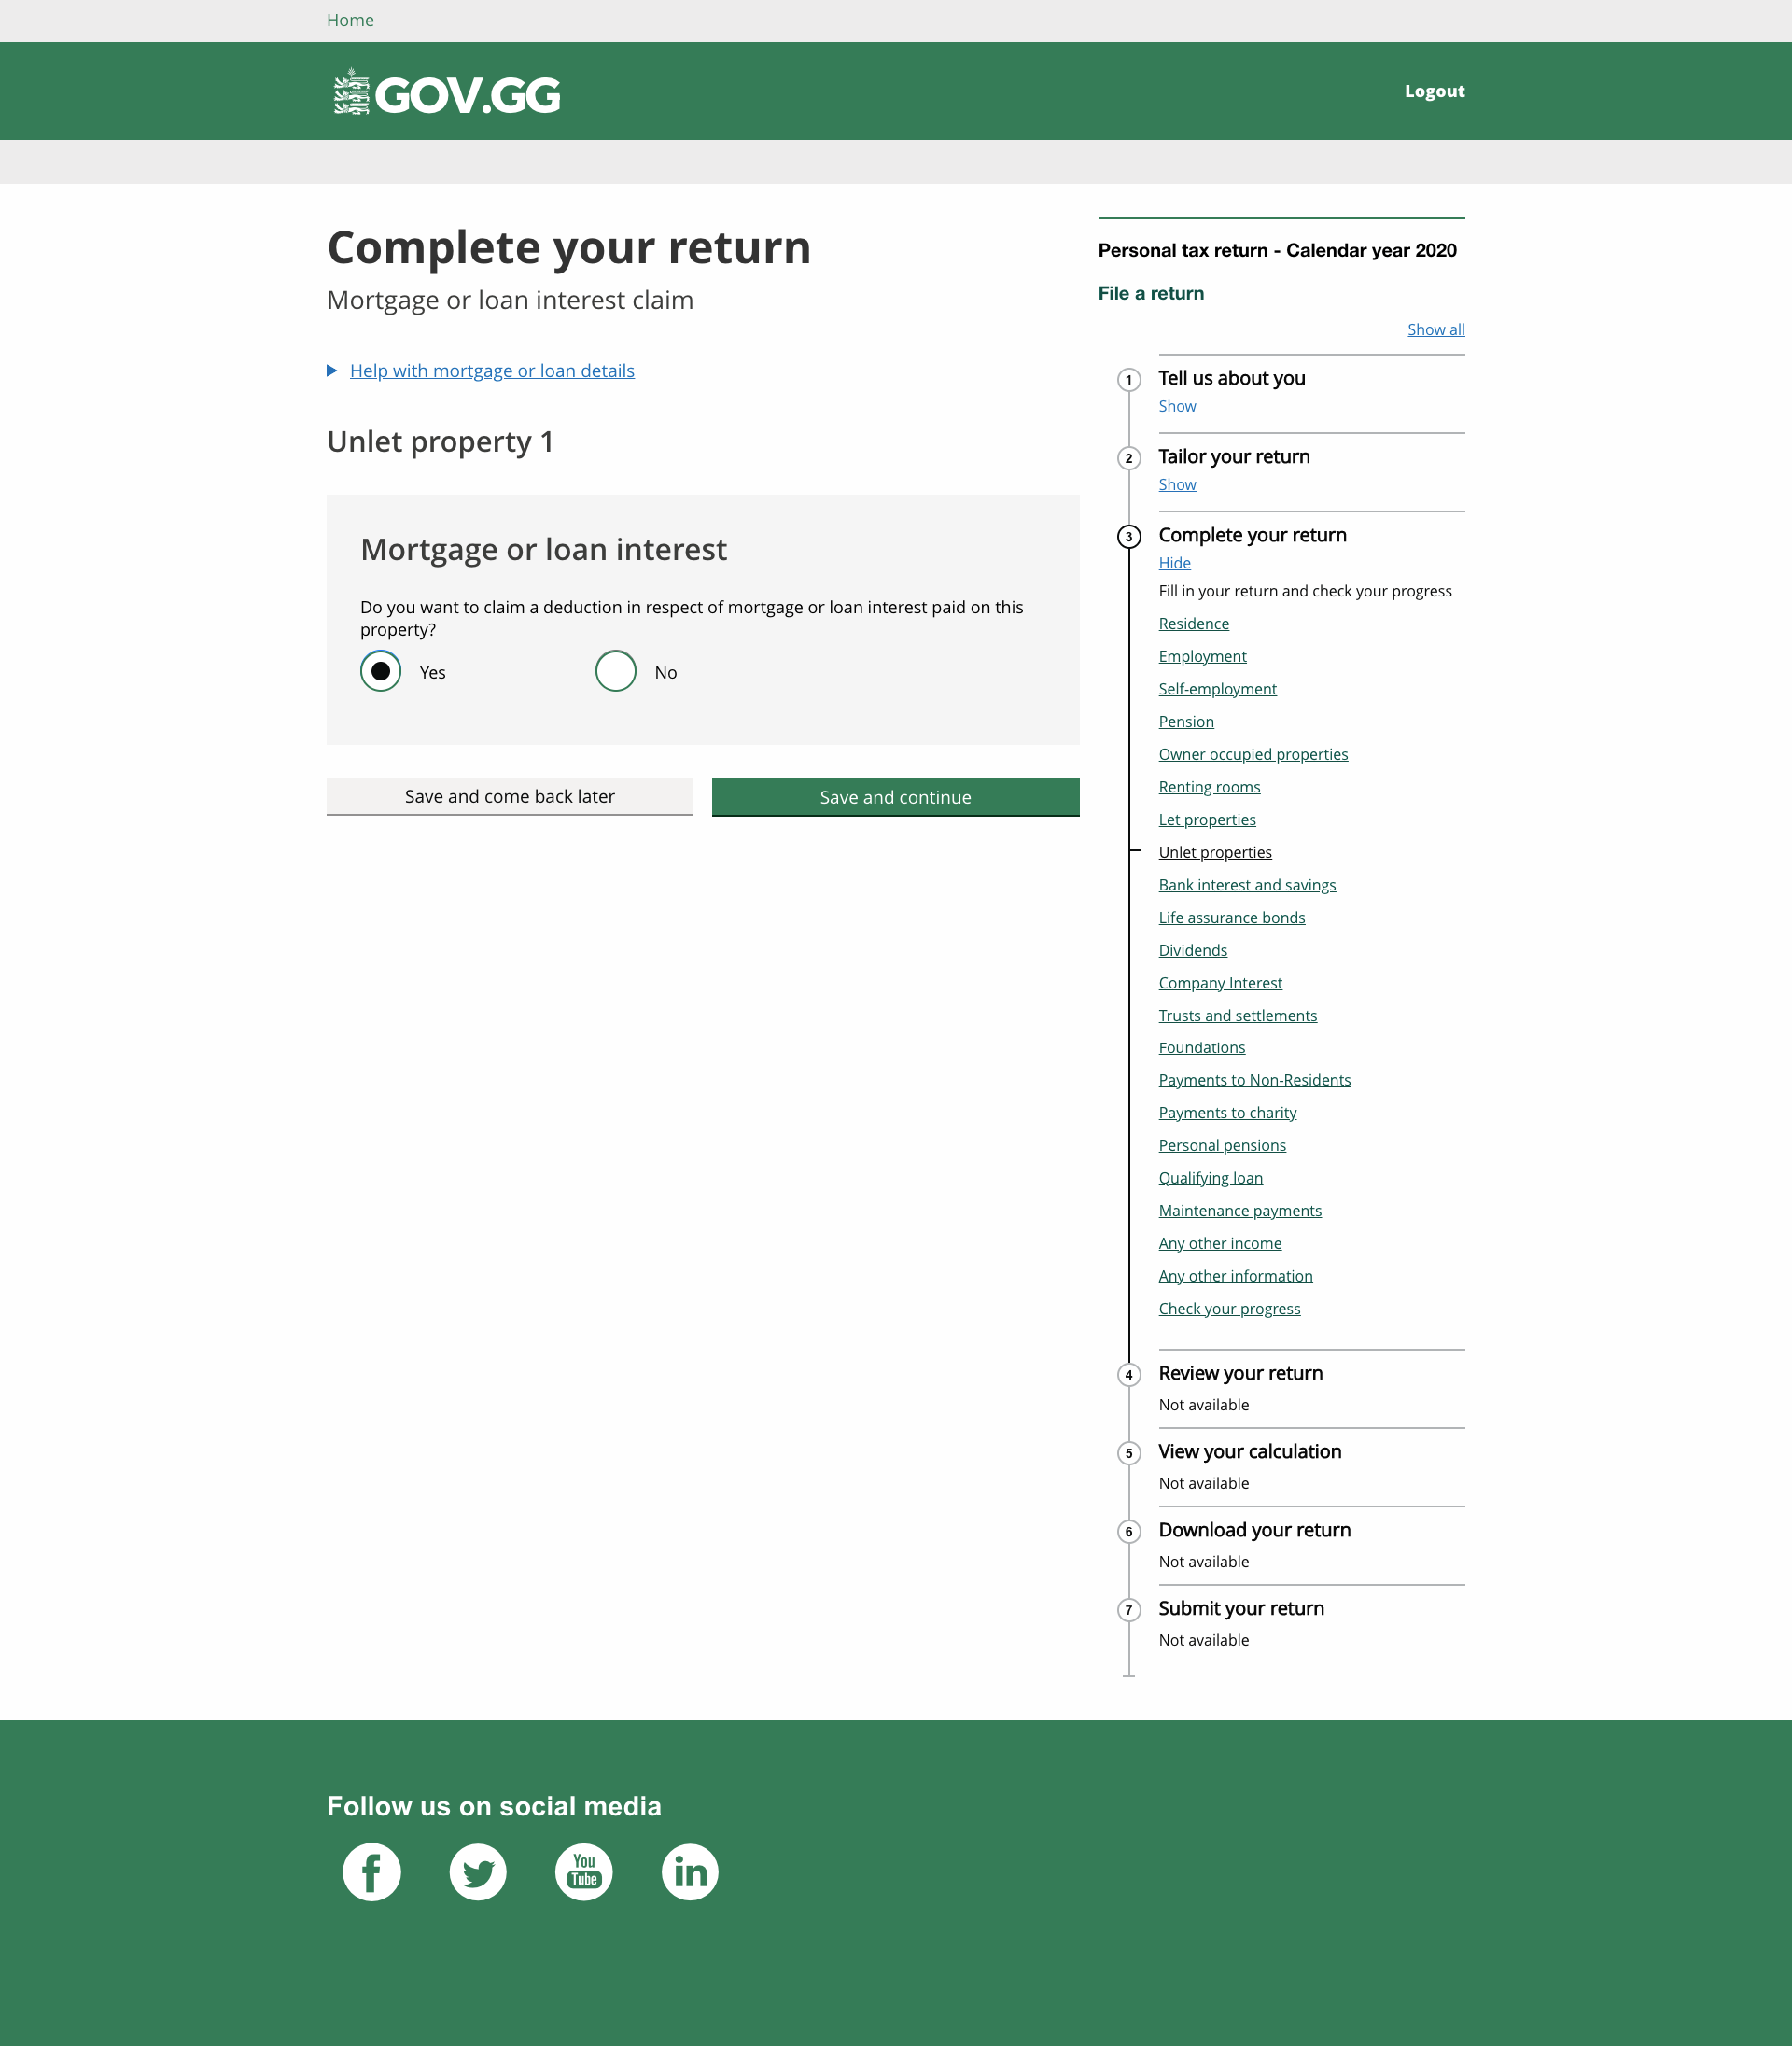 Home
GOV.GG
Logout
Complete your return
Mortgage or loan interest claim
Help with mortgage or loan details
Unlet property 1
Mortgage or loan interest
Do you want to claim a deduction in respect of mortgage or loan interest paid on this
property?
Yes
No
Save and come back later
Save and continue
Personal tax return - Calendar year 2020
File a return
Show all
1
Tell us about you
Show
2
Tailor your return
Show
3
Complete your return
Hide
Fill in your return and check your progress
Residence
Employment
Self-employment
Pension
Owner occupied properties
Renting rooms
Let properties
Unlet properties
Bank interest and savings
Life assurance bonds
Dividends
Company Interest
Trusts and settlements
Foundations
Payments to Non-Residents
Payments to charity
Personal pensions
Qualifying loan
Maintenance payments
Any other income
Any other information
Check your progress
4
Review your return
Not available
5
View your calculation
Not available
6
Download your return
Not available
7
Submit your return
Not available
Follow us on social media
f
You
Tube
in